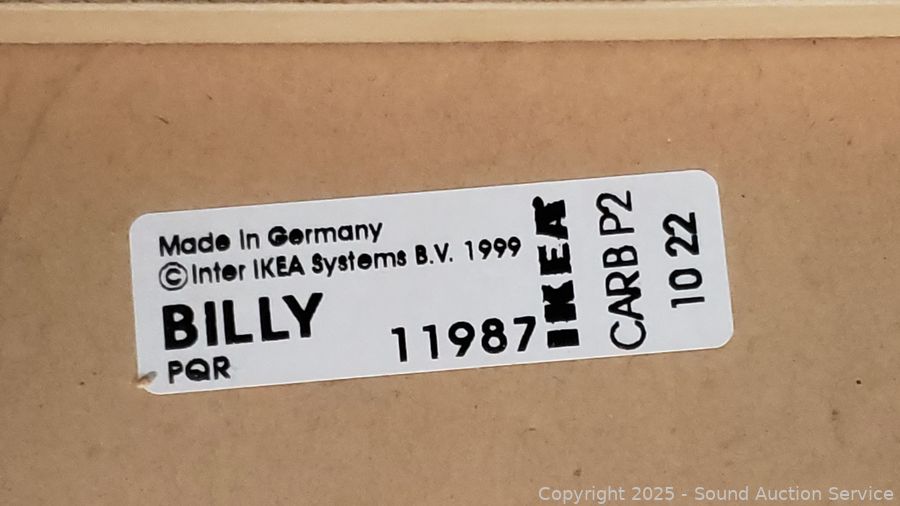 Made in Germany
©Inter IKEA Systems B.V. 1999
BILLY
PQR
11987
IKEA
CARB P2
10 22
Copyright 2025 - Sound Auction Service